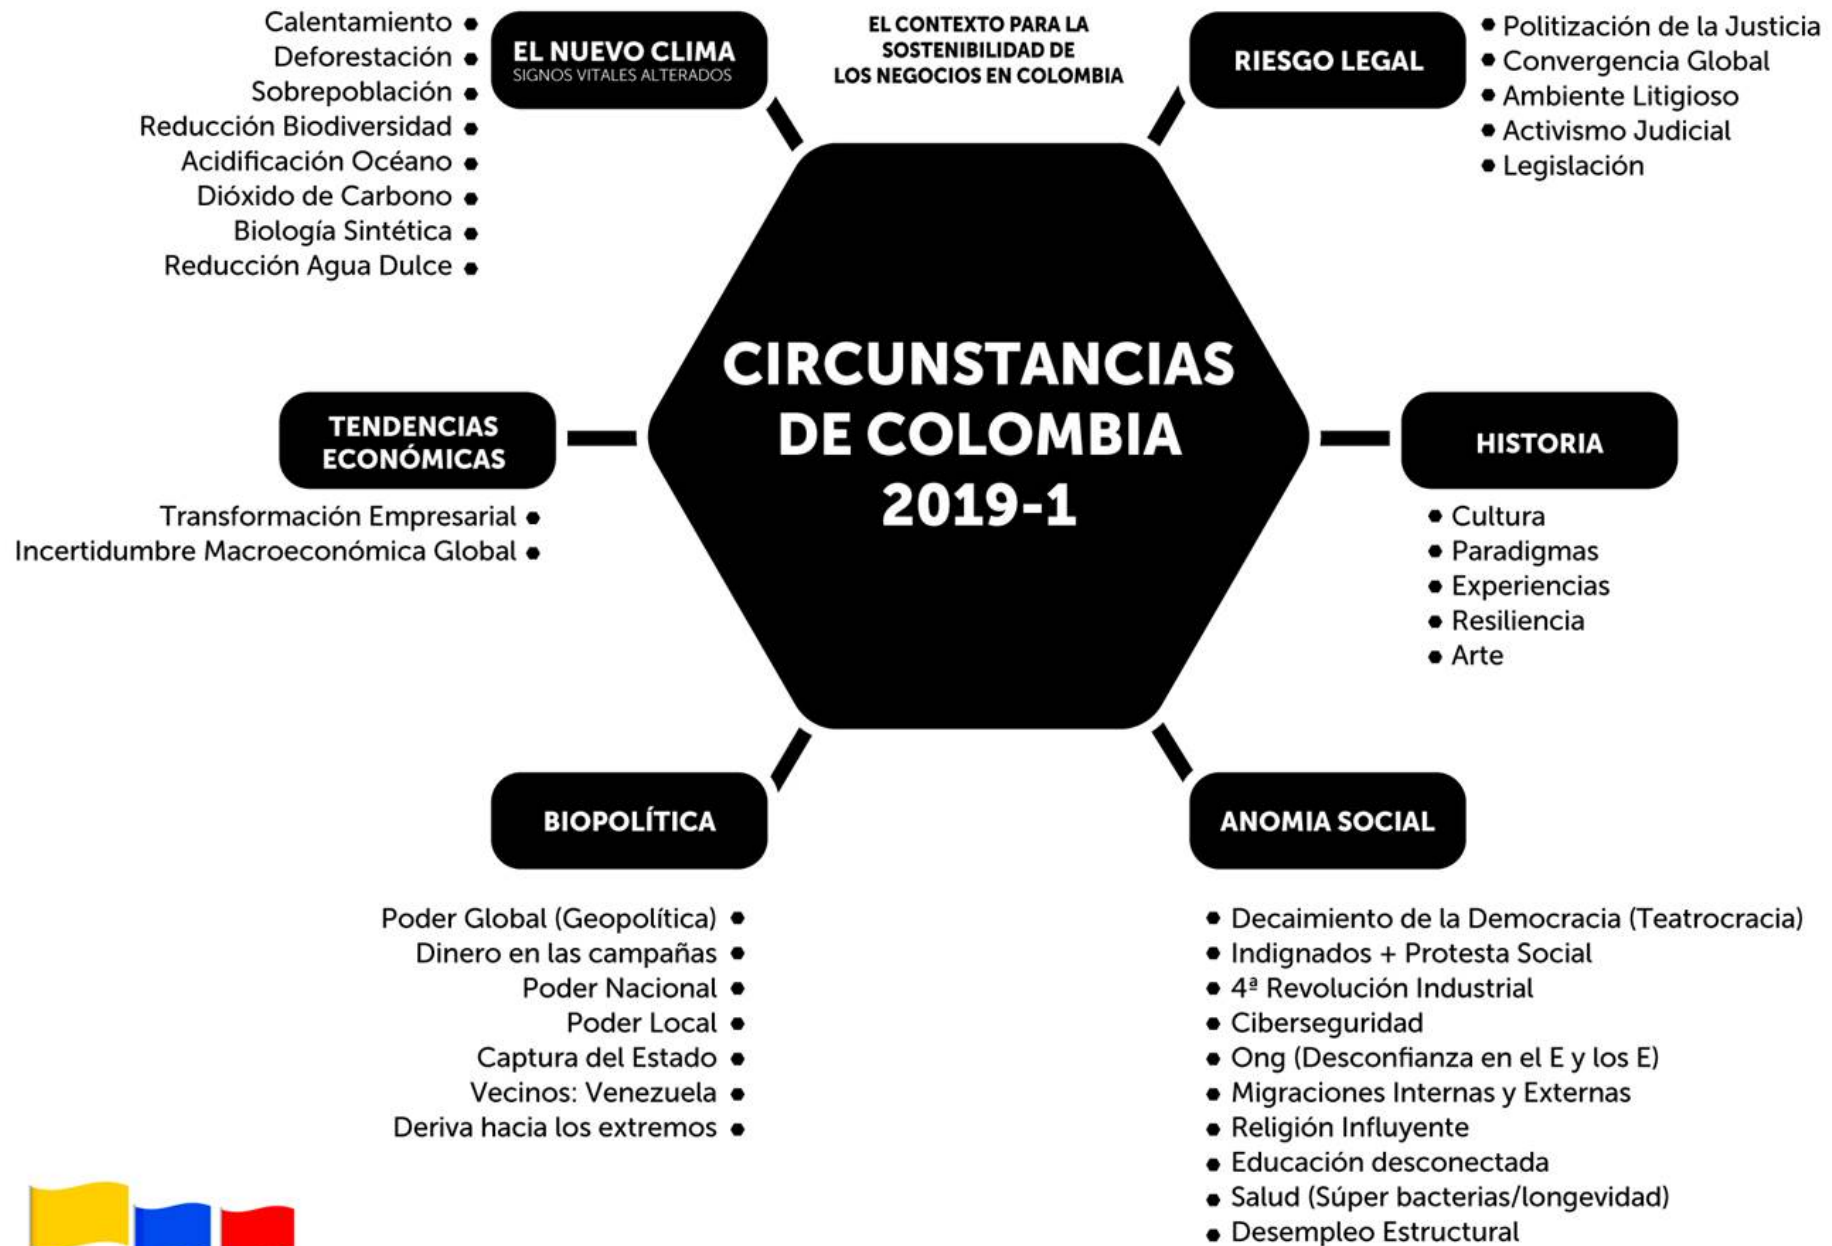 Calentamiento
Deforestación
Sobrepoblación
Reducción Biodiversidad
Acidificación Océano
Dióxido de Carbono
Biología Sintética
Reducción Agua Dulce
EL NUEVO CLIMA
SIGNOS VITALES ALTERADOS
EL CONTEXTO PARA LA
SOSTENIBILIDAD DE
LOS NEGOCIOS EN COLOMBIA
RIESGO LEGAL
Politización de la Justicia
Convergencia Global
Ambiente Litigioso
Activismo Judicial
Legislación
CIRCUNSTANCIAS
DE COLOMBIA
2019-1
TENDENCIAS
ECONÓMICAS
Transformación Empresarial
Incertidumbre Macroeconómica Global
HISTORIA
Cultura
Paradigmas
Experiencias
Resiliencia
Arte
BIOPOLÍTICA
Poder Global (Geopolítica)
Dinero en las campañas
Poder Nacional
Poder Local
Captura del Estado
Vecinos: Venezuela
Deriva hacia los extremos
ANOMIA SOCIAL
Decaimiento de la Democracia (Teatrocracia)
Indignados + Protesta Social
4ª Revolución Industrial
Ciberseguridad
Ong (Desconfianza en el E y los E)
Migraciones Internas y Externas
Religión Influyente
Educación desconectada
Salud (Súper bacterias/longevidad)
Desempleo Estructural